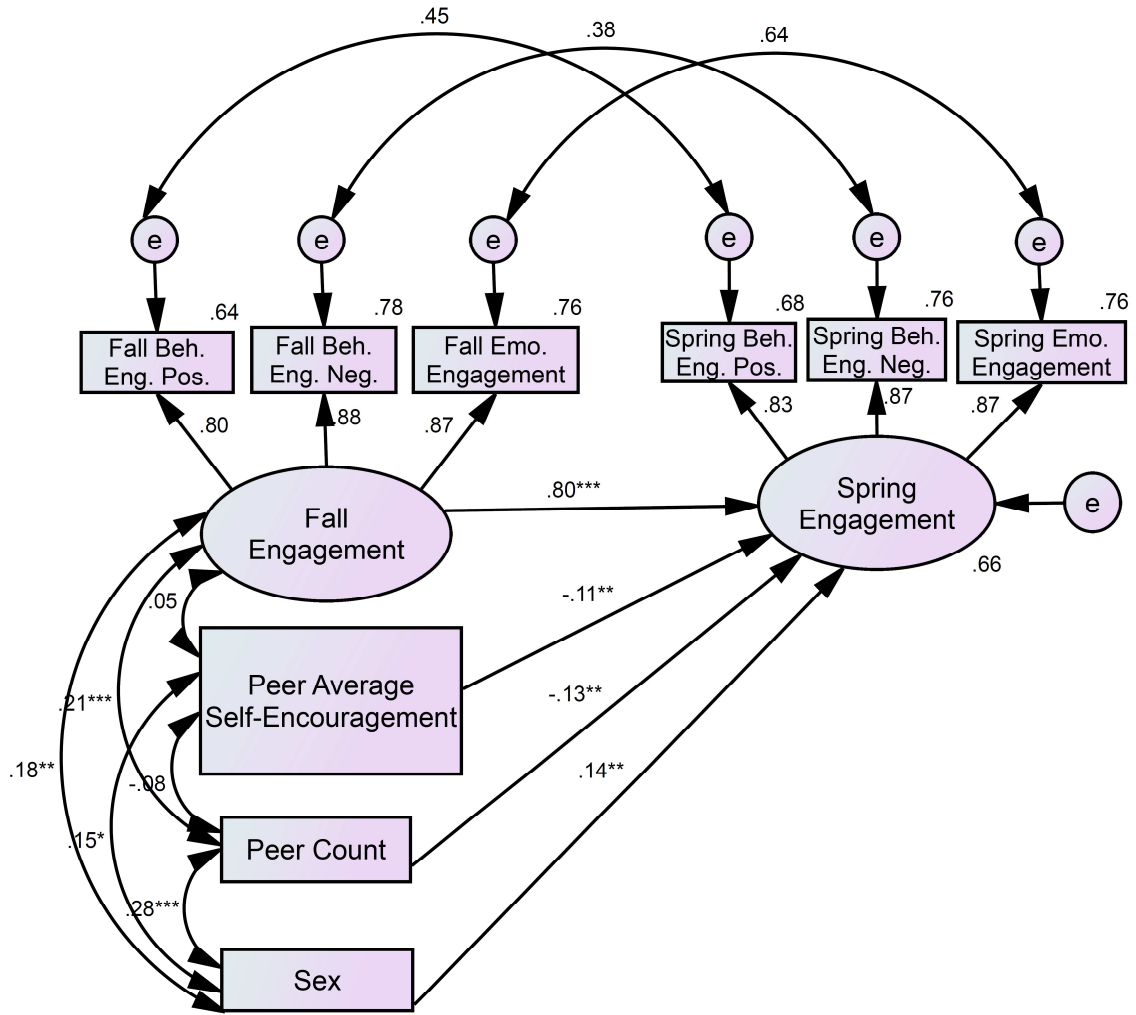 .45
.38
.64
e
e
e
e
e
e
.64
.78
.76
.68
.76
.76
Fall Beh.
Eng. Pos.
Fall Beh.
Eng. Neg.
Fall Emo.
Engagement
Spring Beh.
Eng. Pos.
Spring Beh.
Eng. Neg.
Spring Emo.
Engagement
.80
.88
.87
.83
.87
.87
Fall
Engagement
.80***
Spring
Engagement
e
.66
.05
-.11**
Peer Average
Self-Encouragement
.21***
-.13**
.18**
-.08
.14**
.15*
Peer Count
.28***
Sex